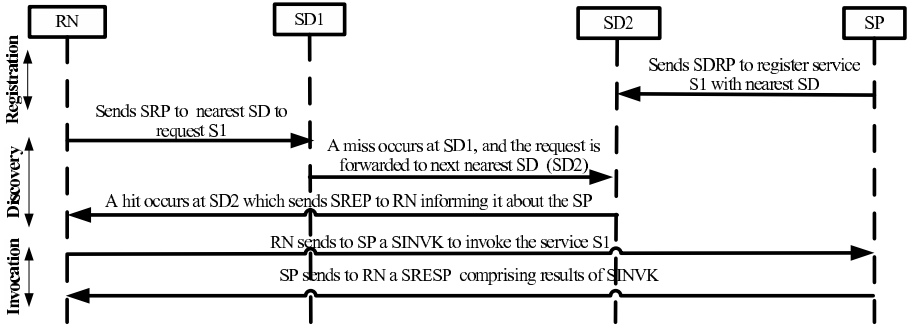 RN
SD1
SD2
SP
Registration
Sends SDRP to register service
S1 with nearest SD
Sends SRP to nearest SD to
request S1
Discovery
A miss occurs at SD1, and the request is
forwarded to next nearest SD (SD2)
A hit occurs at SD2 which sends SREP to RN informing it about the SP
Invocation
RN sends to SP a SINVK to invoke the service S1
SP sends to RN a SRESP comprising results of SINVK